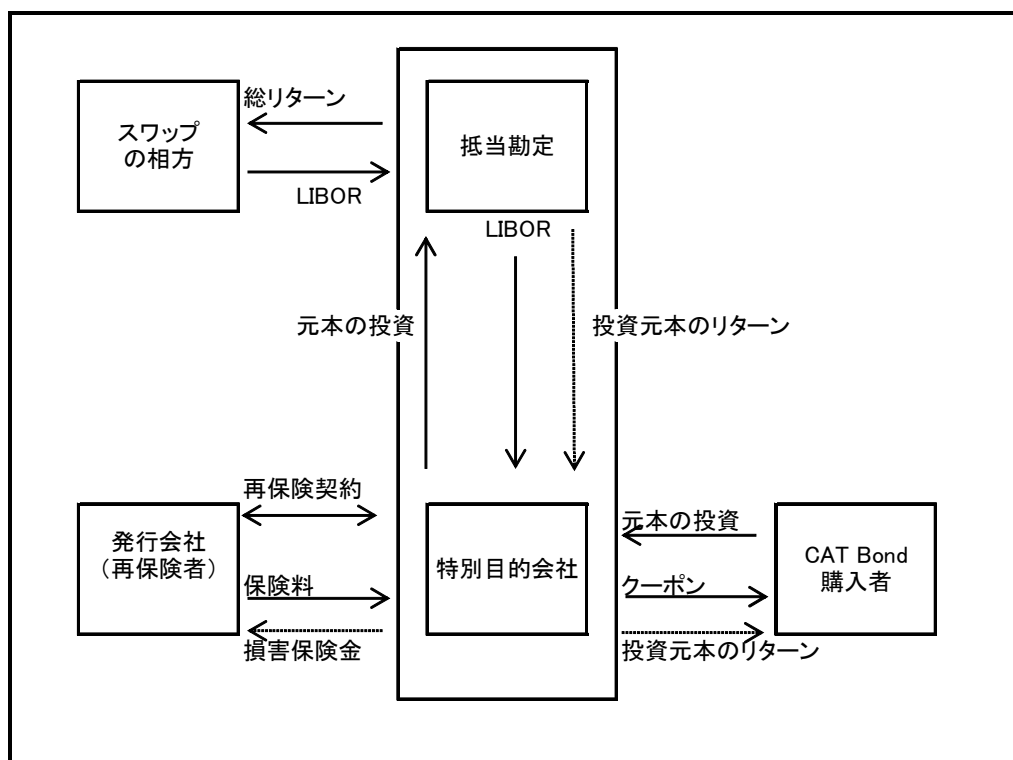 総リターン
スワップ
の相方
抵当勘定
LIBOR
LIBOR
元本の投資
投資元本のリターン
再保険契約
発行会社
（再保険者）
保険料
損害保険金
特別目的会社
元本の投資
クーポン
投資元本のリターン
CAT Bond
購入者